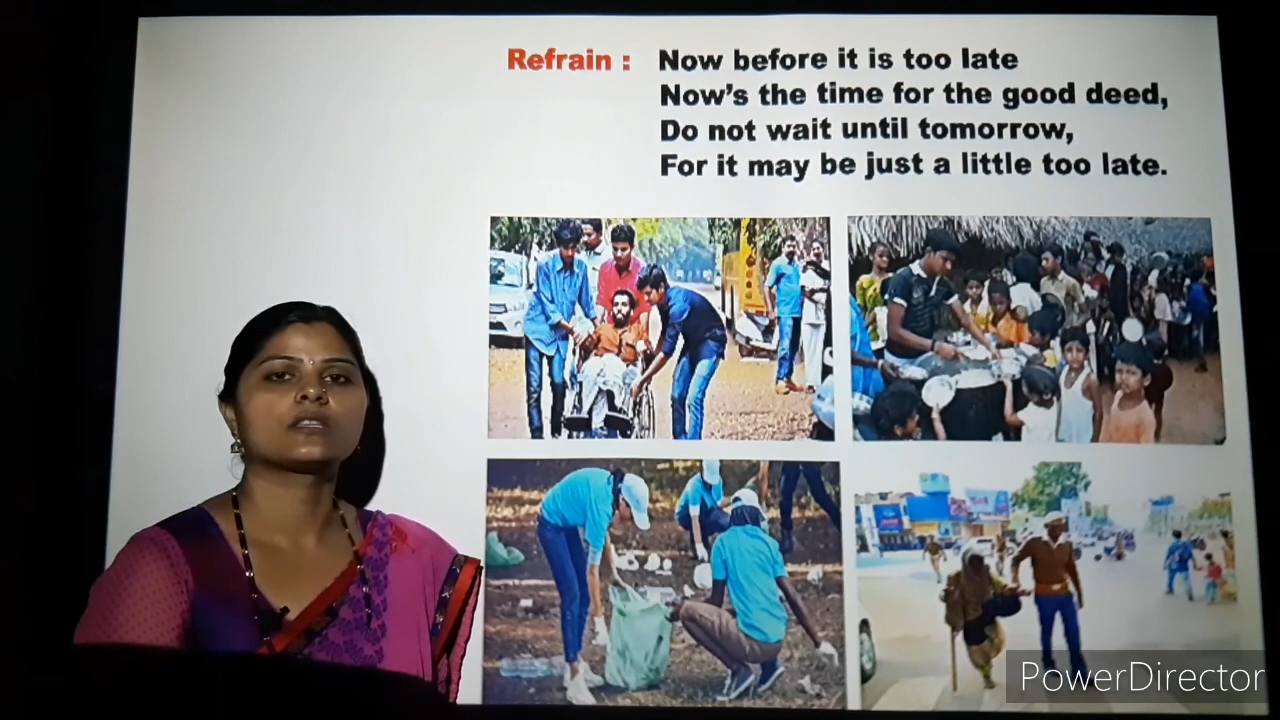 Refrain : Now before it is too late
Now's the time for the good deed,
Do not wait until tomorrow,
For it may be just a little too late.
PowerDirector